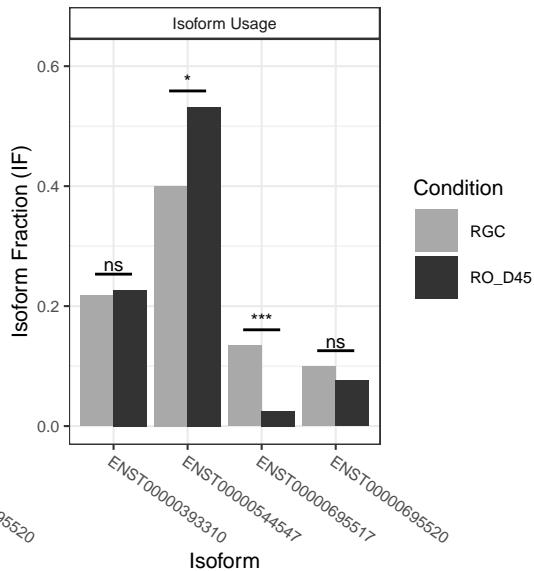 Isoform Usage
Isoform Fraction (IF)
0.6
0.4
0.2
0.0
ns
*
***
ns
Condition
RGC
RO_D45
ENST00000393310
ENST00000544547
ENST00000695517
ENST00000695520
95520
Isoform